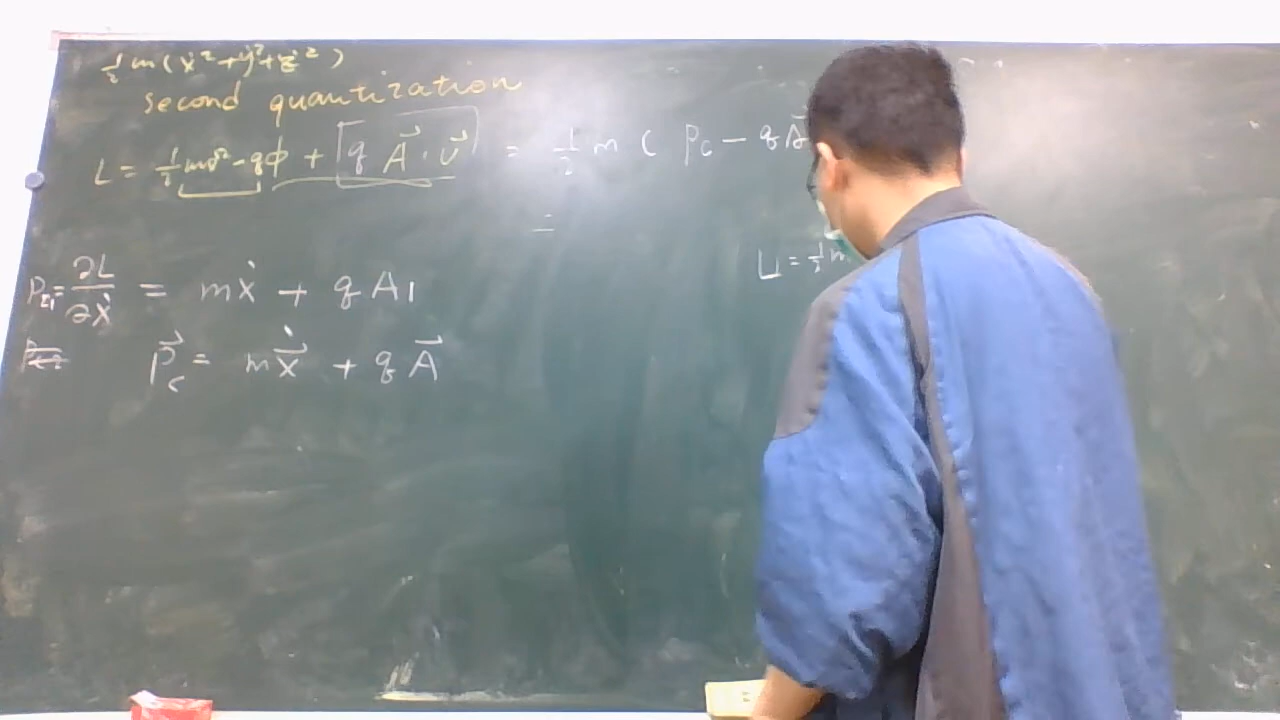 ½m(ẋ²+ẏ²+ż²)
second quantization
L = ½mv² - qϕ + q A⃗ · v⃗ = ½ m ( Pc - qA⃗
=
L = ½m
= ∂L/∂ẋ = mẋ + qA₁
P⃗c = mẋ⃗ + qA⃗